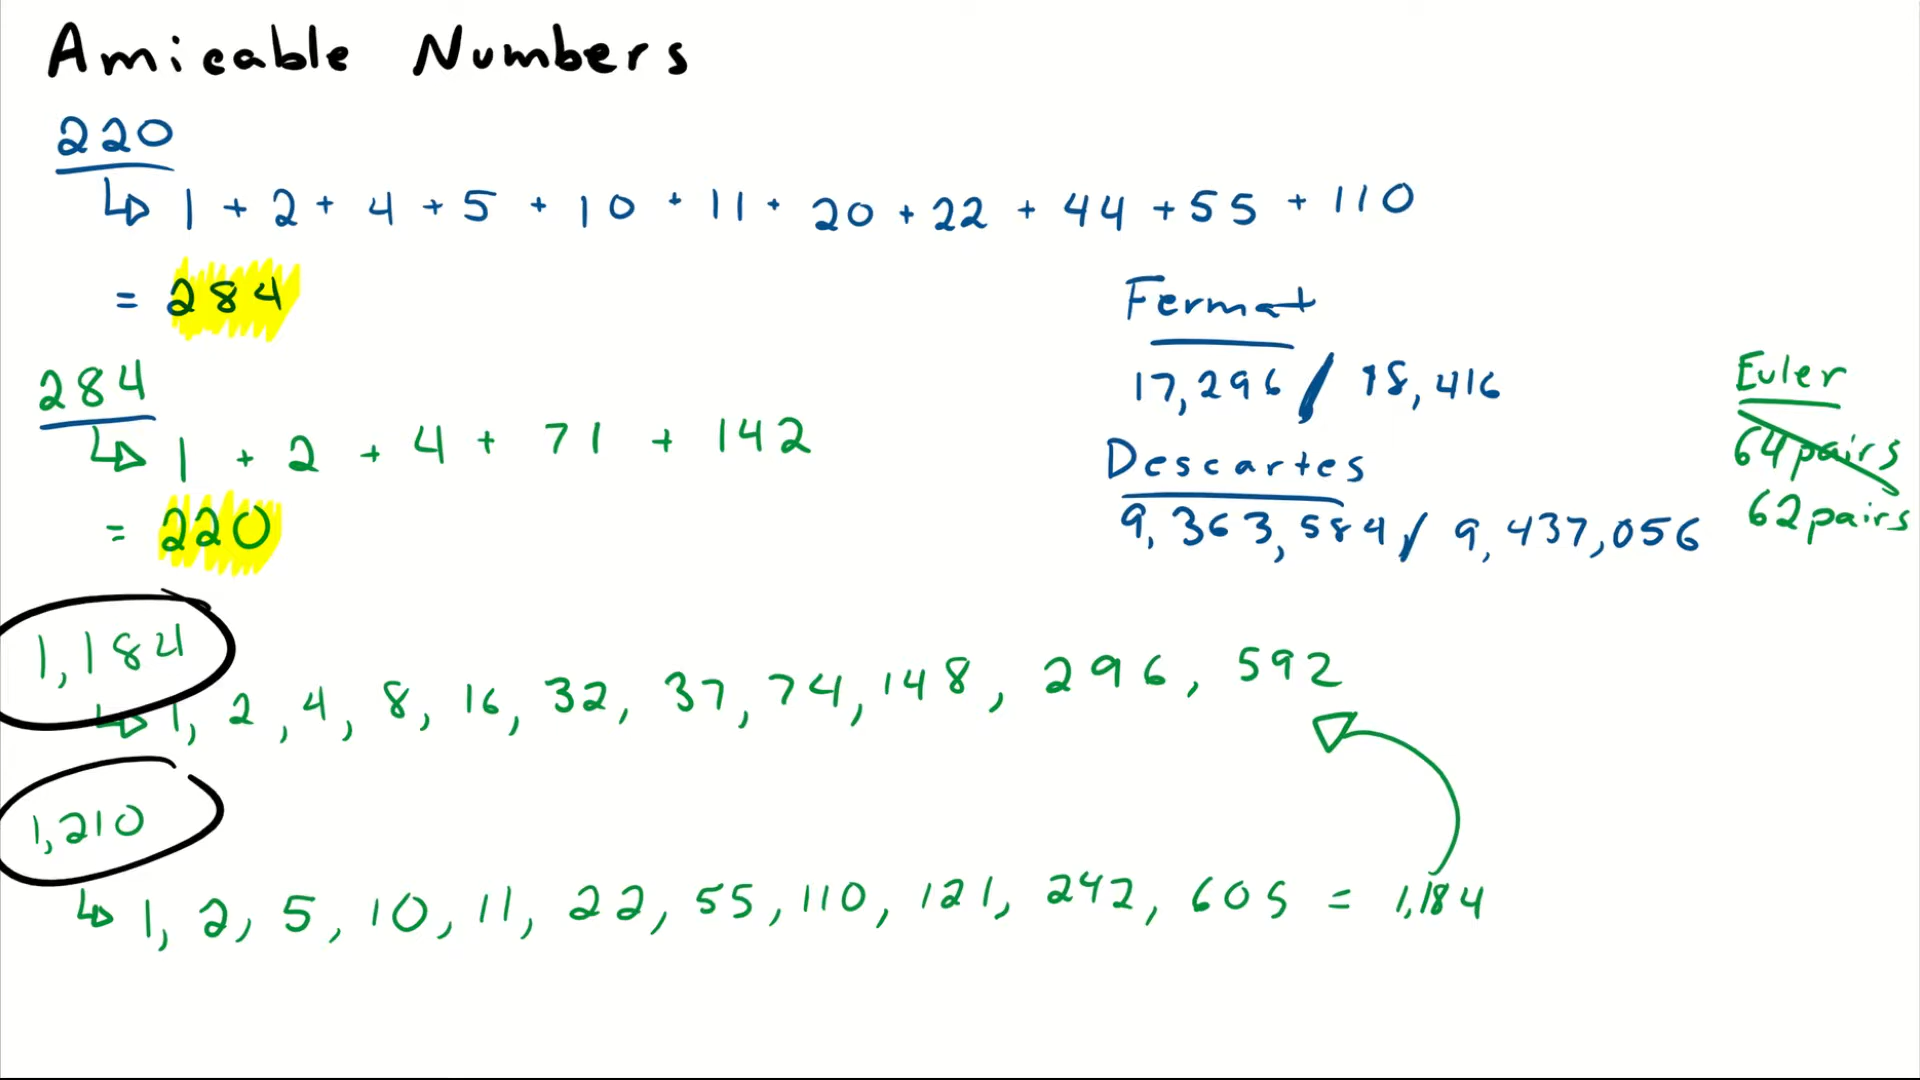 Amicable Numbers
220
1 + 2 + 4 + 5 + 10 + 11 + 20 + 22 + 44 + 55 + 110
= 284
284
1 + 2 + 4 + 71 + 142
= 220
Fermat
17,296 / 18,416
Descartes
9,363,584 / 9,437,056
Euler
64 pairs
62 pairs
1,184
1, 2, 4, 8, 16, 32, 37, 74, 148, 296, 592
1,210
1, 2, 5, 10, 11, 22, 55, 110, 121, 242, 605 = 1,184